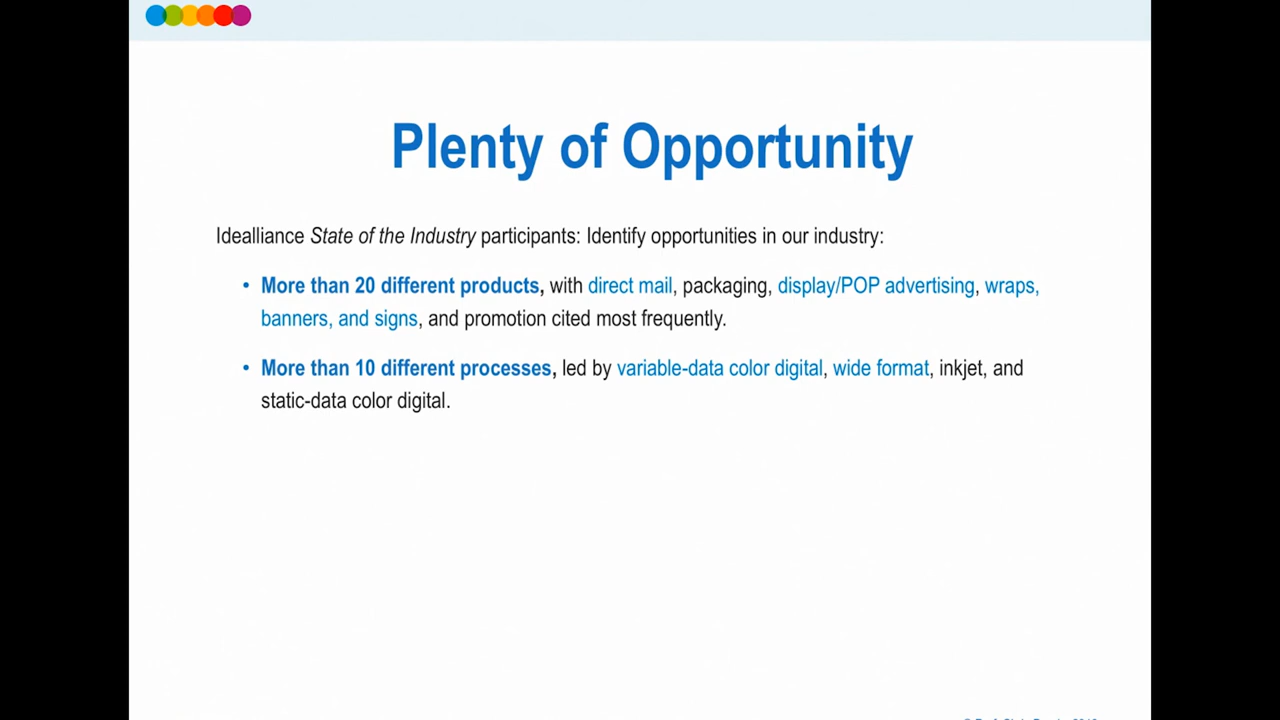 Plenty of Opportunity
Idealliance State of the Industry participants: Identify opportunities in our industry:
• More than 20 different products, with direct mail, packaging, display/POP advertising, wraps,
banners, and signs, and promotion cited most frequently.
• More than 10 different processes, led by variable-data color digital, wide format, inkjet, and
static-data color digital.